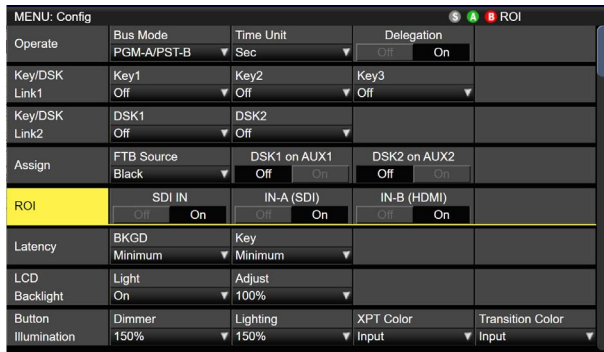 MENU: Config S A B ROI
Operate Bus Mode Time Unit Delegation
PGM-A/PST-B Sec Off On
Key/DSK Key1 Key2 Key3
Link1 Off Off Off
Key/DSK DSK1 DSK2
Link2 Off Off
Assign FTB Source DSK1 on AUX1 DSK2 on AUX2
Black Off On Off On
ROI SDI IN IN-A (SDI) IN-B (HDMI)
Off On Off On Off On
Latency BKGD Key
Minimum Minimum
LCD Light Adjust
Backlight On 100%
Button Dimmer Lighting XPT Color Transition Color
Illumination 150% 150% Input Input